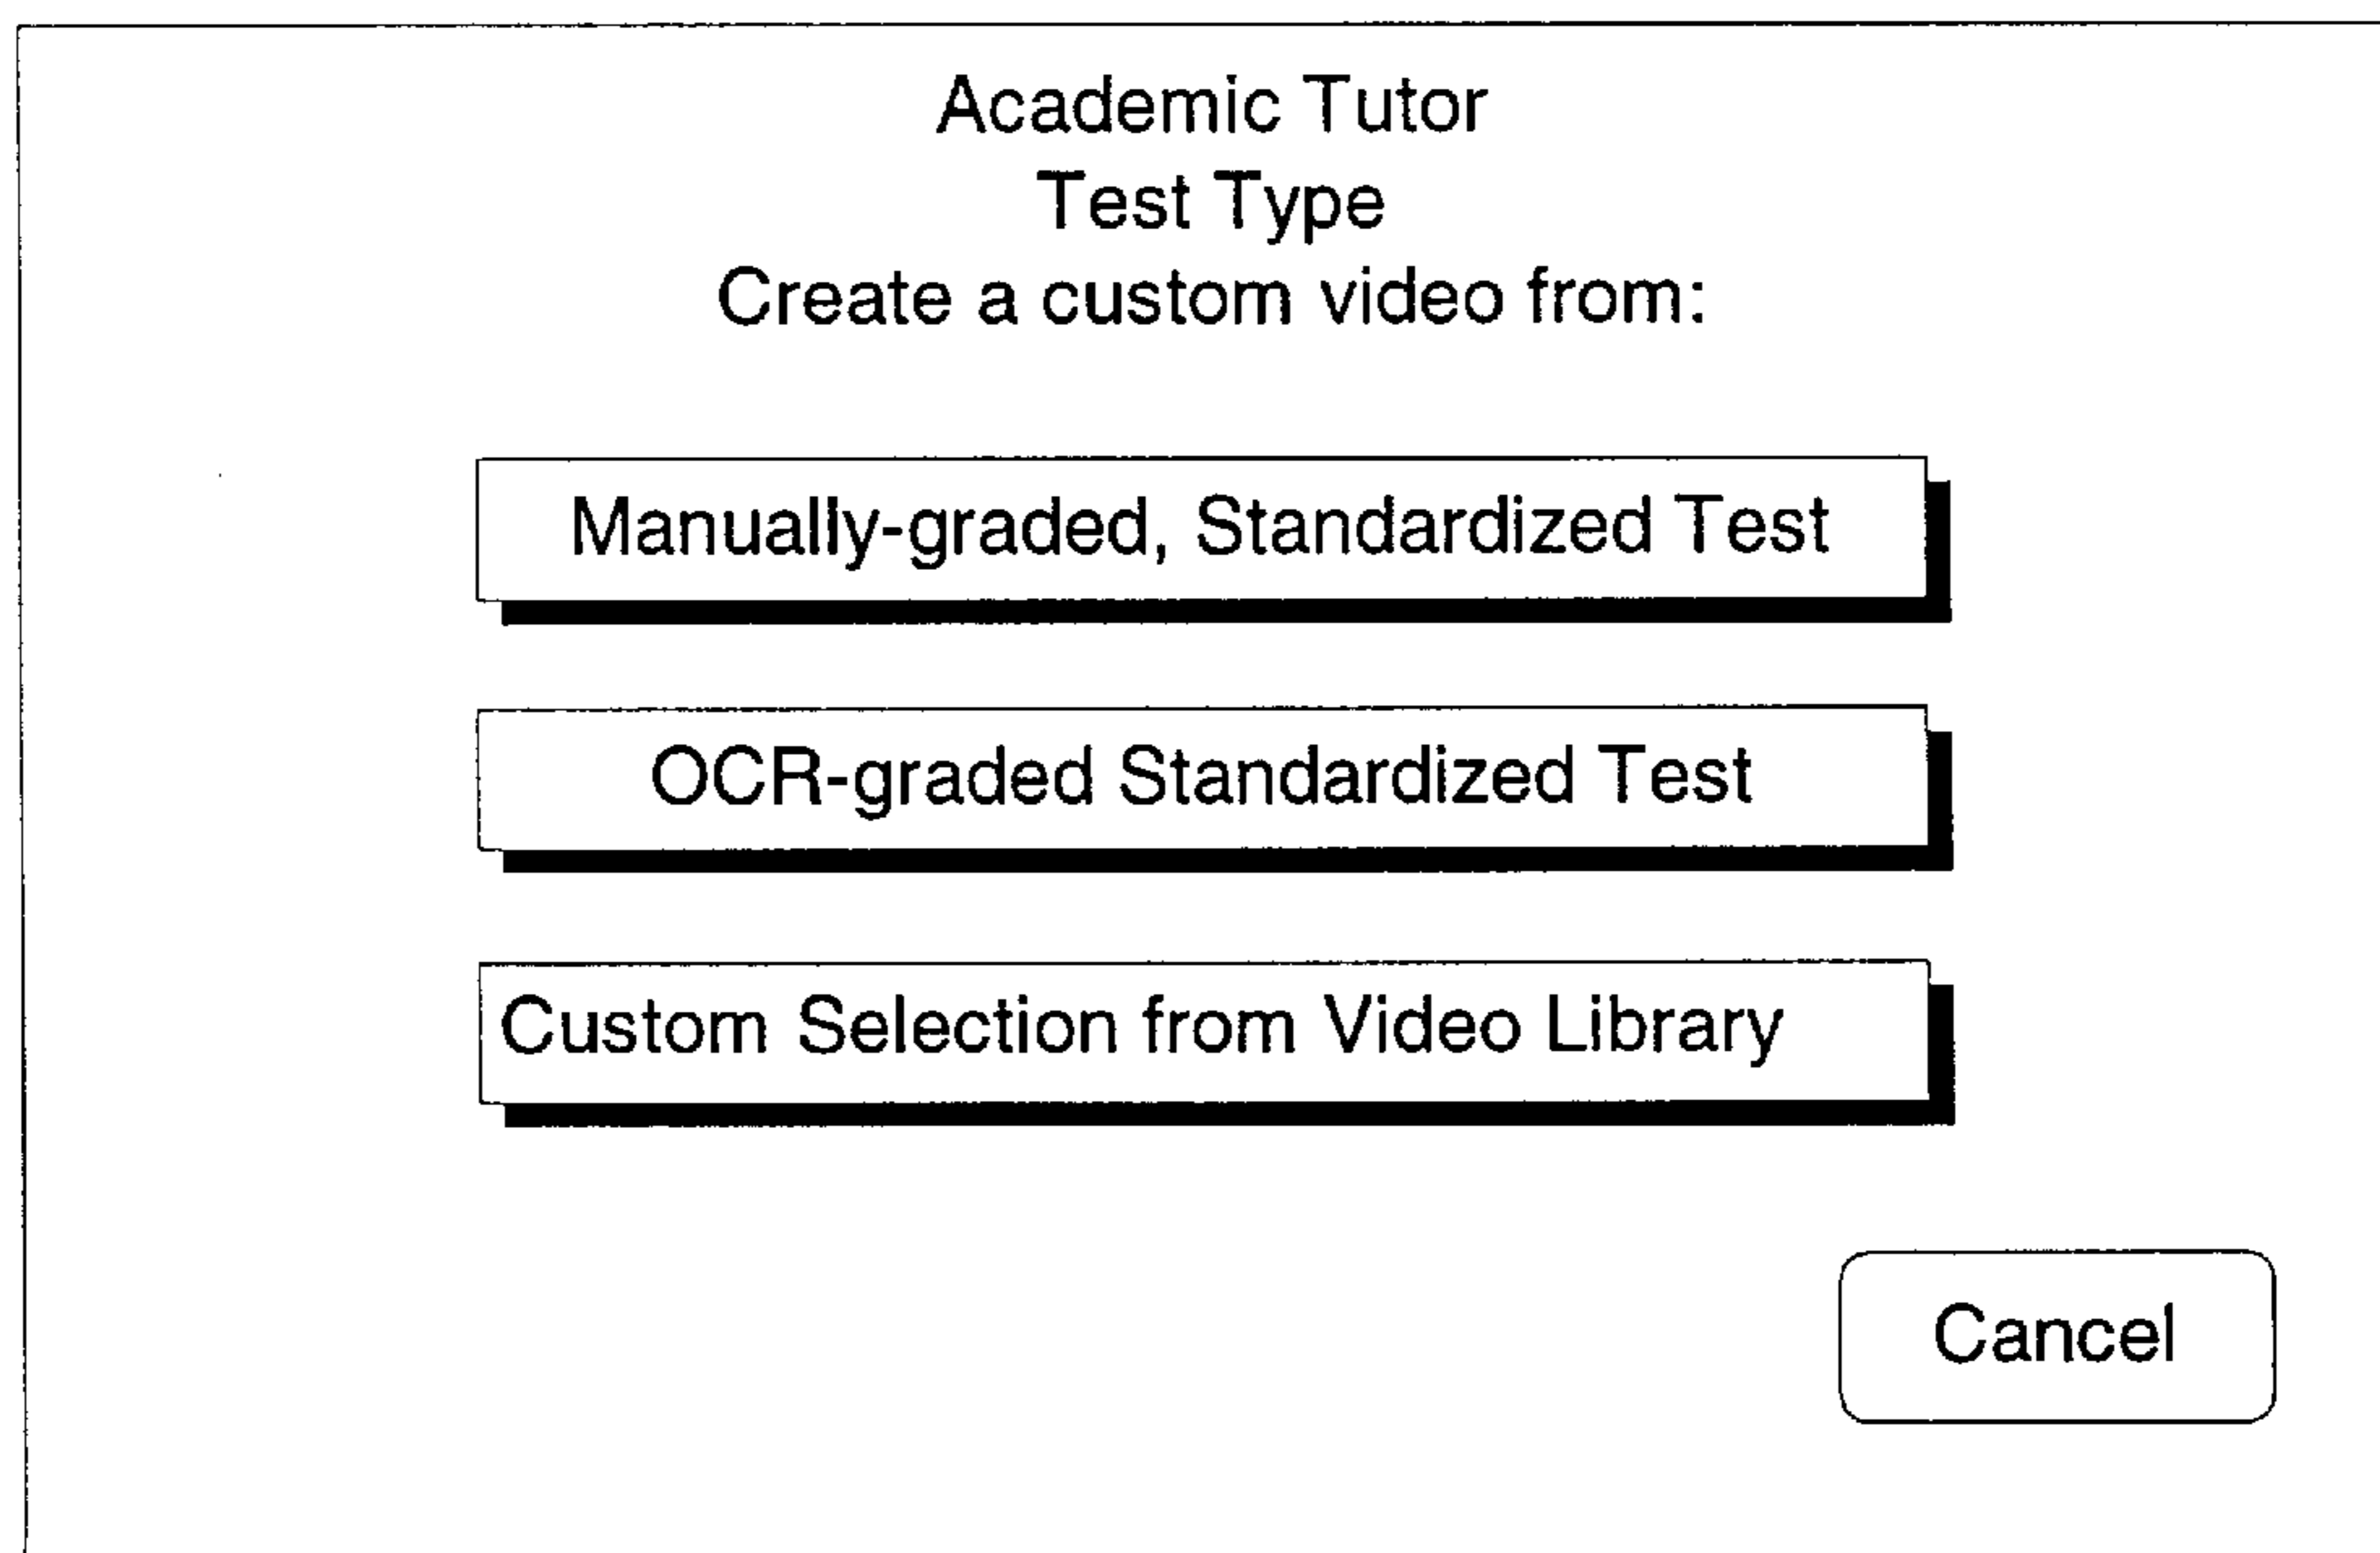 Academic Tutor
Test Type
Create a custom video from:
Manually-graded, Standardized Test
OCR-graded Standardized Test
Custom Selection from Video Library
Cancel